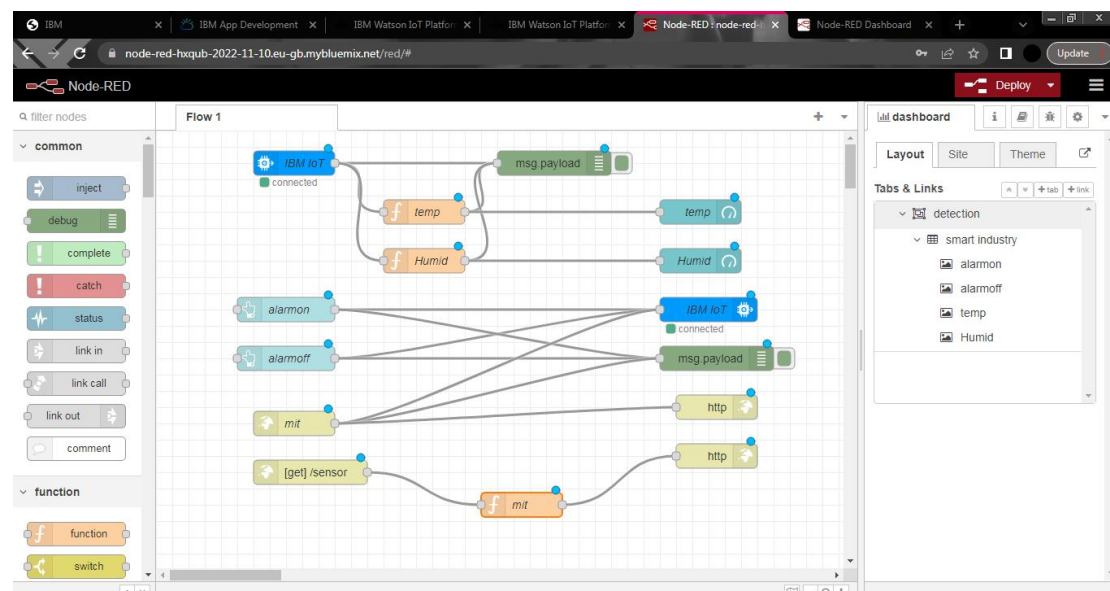 IBM
IBM App Development
IBM Watson IoT Platfor
IBM Watson IoT Platfor
Node-RED : node-red-
Node-RED Dashboard
node-red-hxqub-2022-11-10.eu-gb.mybluemix.net/red/#
Update
Node-RED
Deploy
filter nodes
common
inject
debug
complete
catch
status
link in
link call
link out
comment
function
function
switch
Flow 1
IBM IoT
connected
msg.payload
temp
temp
Humid
Humid
alarmon
IBM IoT
connected
alarmoff
msg.payload
mit
http
[get] /sensor
http
mit
dashboard
Layout
Site
Theme
Tabs & Links
+ tab
+ link
detection
smart industry
alarmon
alarmoff
temp
Humid